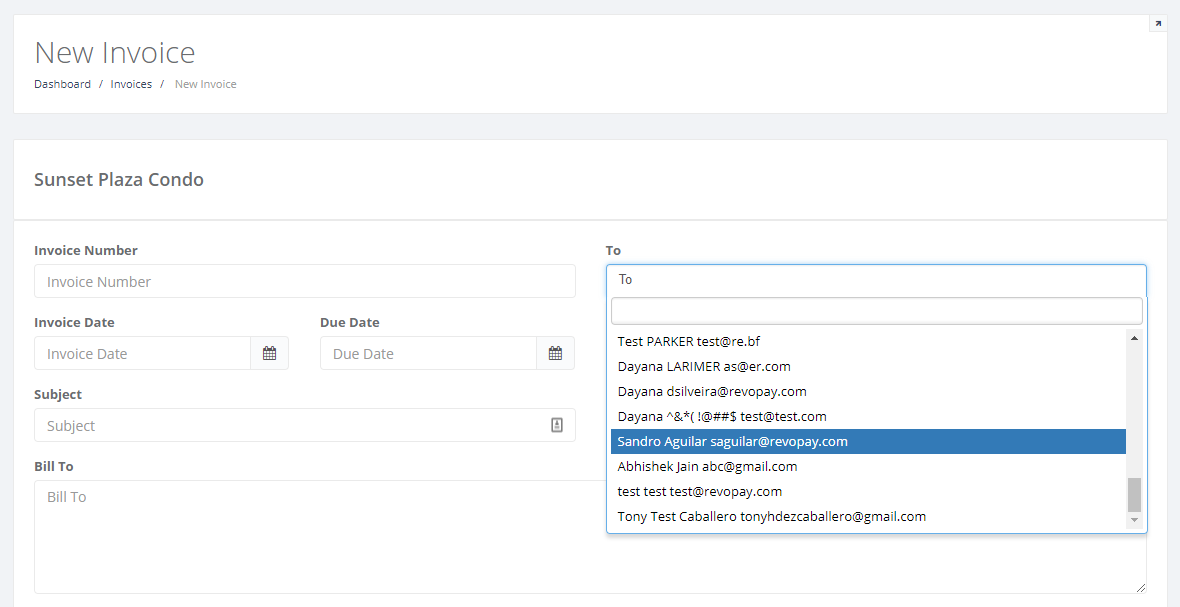 New Invoice
Dashboard / Invoices / New Invoice
Sunset Plaza Condo
Invoice Number
Invoice Number
Invoice Date
Invoice Date
Due Date
Due Date
Subject
Subject
To
To
Test PARKER test@re.bf
Dayana LARIMER as@er.com
Dayana dsilveira@revopay.com
Dayana ^&*( !@##$ test@test.com
Sandro Aguilar saguilar@revopay.com
Abhishek Jain abc@gmail.com
test test test@revopay.com
Tony Test Caballero tonyhdezcaballero@gmail.com
Bill To
Bill To